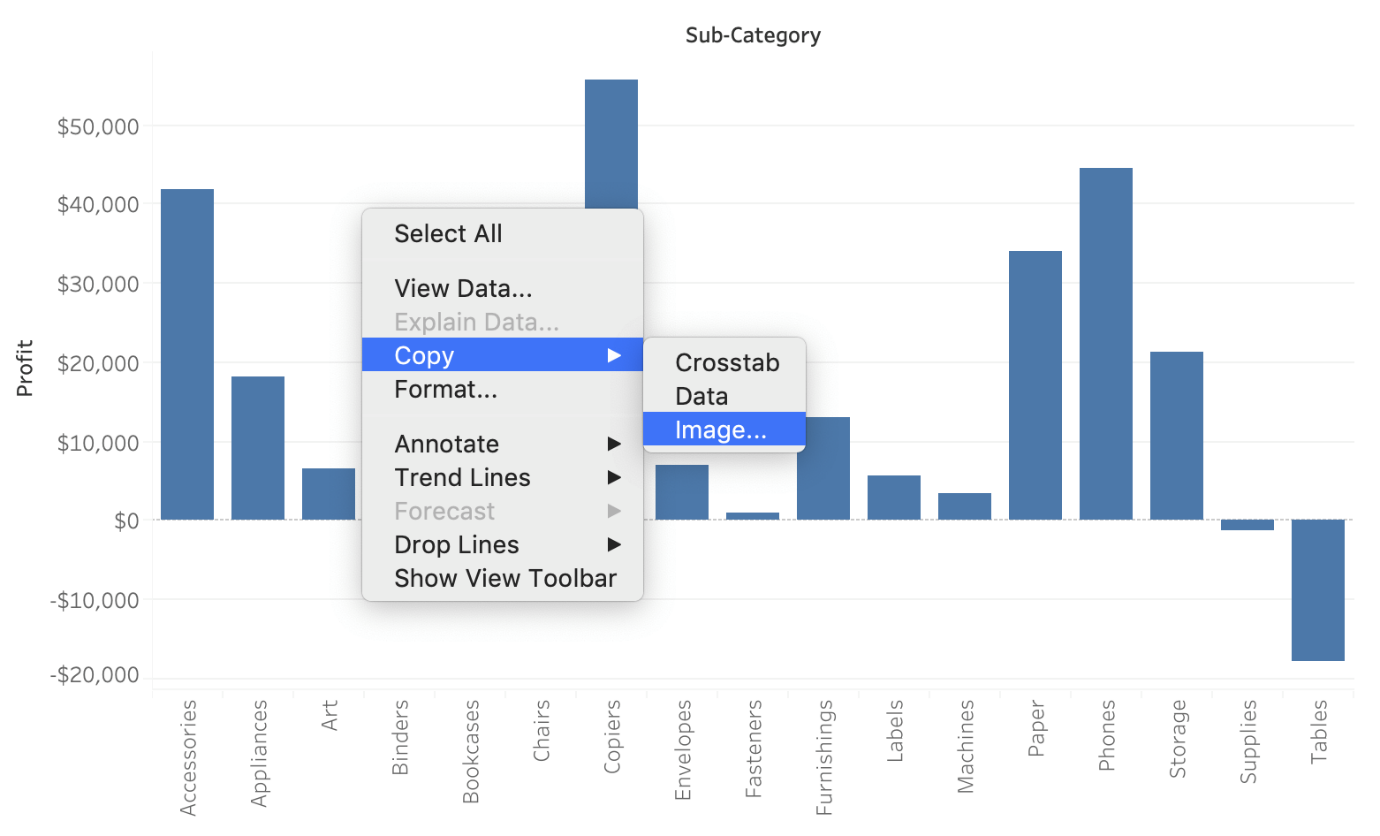 Sub-Category
$50,000
$40,000
$30,000
$20,000
$10,000
$0
-$10,000
-$20,000
Profit
Select All
View Data...
Explain Data...
Copy
Format...
Annotate
Trend Lines
Forecast
Drop Lines
Show View Toolbar
Crosstab
Data
Image...
Accessories
Appliances
Art
Binders
Bookcases
Chairs
Copiers
Envelopes
Fasteners
Furnishings
Labels
Machines
Paper
Phones
Storage
Supplies
Tables